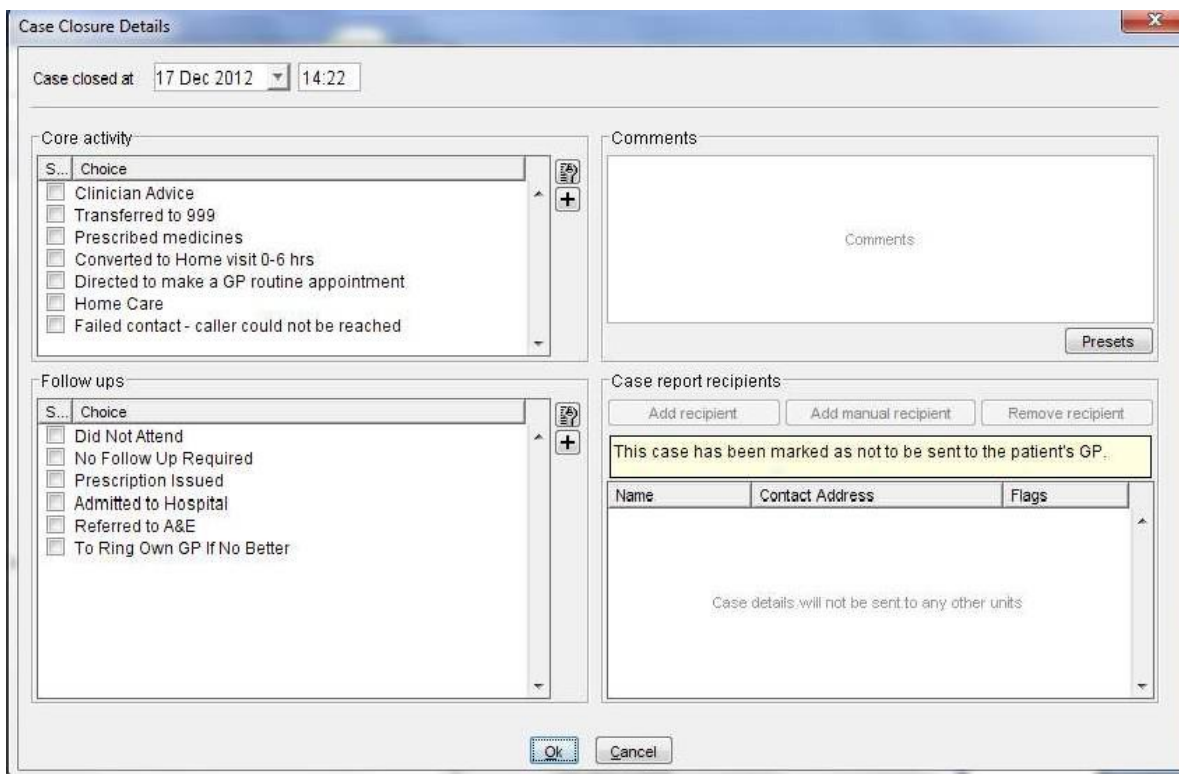 Case Closure Details
Case closed at 17 Dec 2012 14:22
Core activity
S... Choice
Clinician Advice
Transferred to 999
Prescribed medicines
Converted to Home visit 0-6 hrs
Directed to make a GP routine appointment
Home Care
Failed contact - caller could not be reached
Comments
Comments
Presets
Follow ups
S... Choice
Did Not Attend
No Follow Up Required
Prescription Issued
Admitted to Hospital
Referred to A&E
To Ring Own GP If No Better
Case report recipients
Add recipient Add manual recipient Remove recipient
This case has been marked as not to be sent to the patient's GP.
Name Contact Address Flags
Case details will not be sent to any other units
Ok Cancel